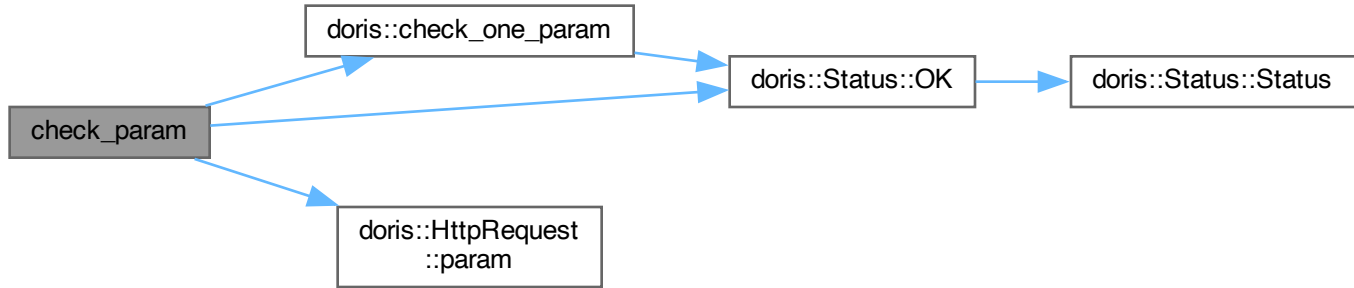 check_param
doris::check_one_param
doris::HttpRequest
::param
doris::Status::OK
doris::Status::Status